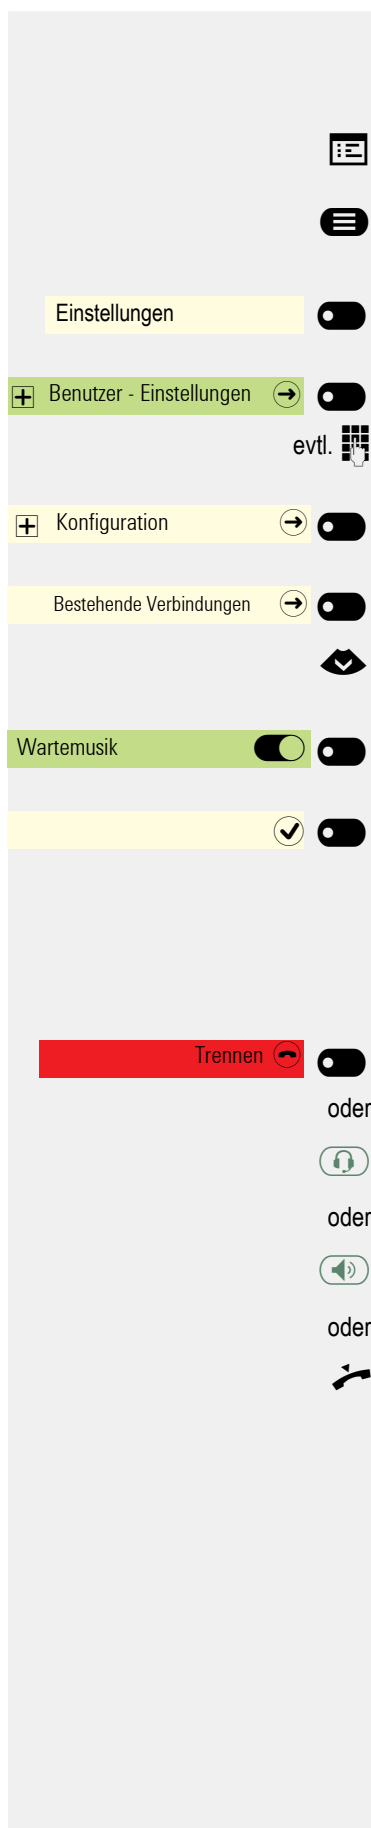 Einstellungen
Benutzer - Einstellungen
evtl.
Konfiguration
Bestehende Verbindungen
Wartemusik
Trennen
oder
oder
oder